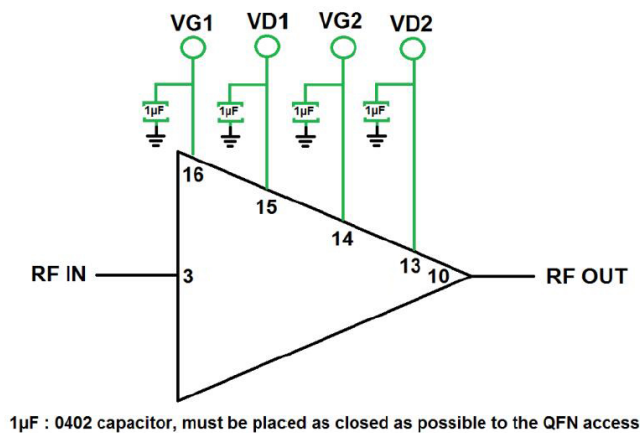 VG1 VD1 VG2 VD2
1µF 1µF 1µF 1µF
16
15
14
13
RF IN 3 10 RF OUT
1µF : 0402 capacitor, must be placed as closed as possible to the QFN access